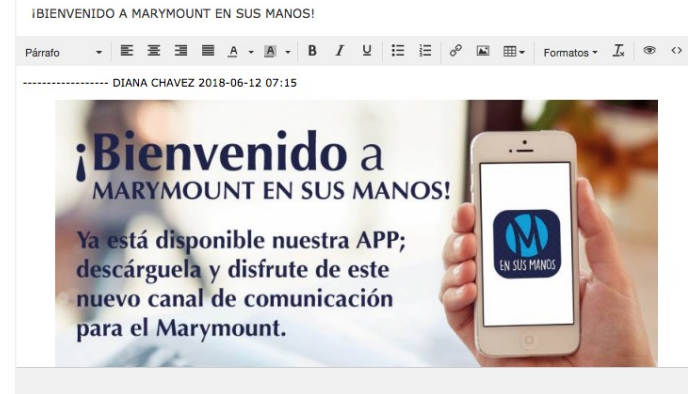 ¡BIENVENIDO A MARYMOUNT EN SUS MANOS!
Párrafo A A B I U Formatos
------------------ DIANA CHAVEZ 2018-06-12 07:15
¡Bienvenido a
MARYMOUNT EN SUS MANOS!
Ya está disponible nuestra APP;
descárguela y disfrute de este
nuevo canal de comunicación
para el Marymount.
M
EN SUS MANOS